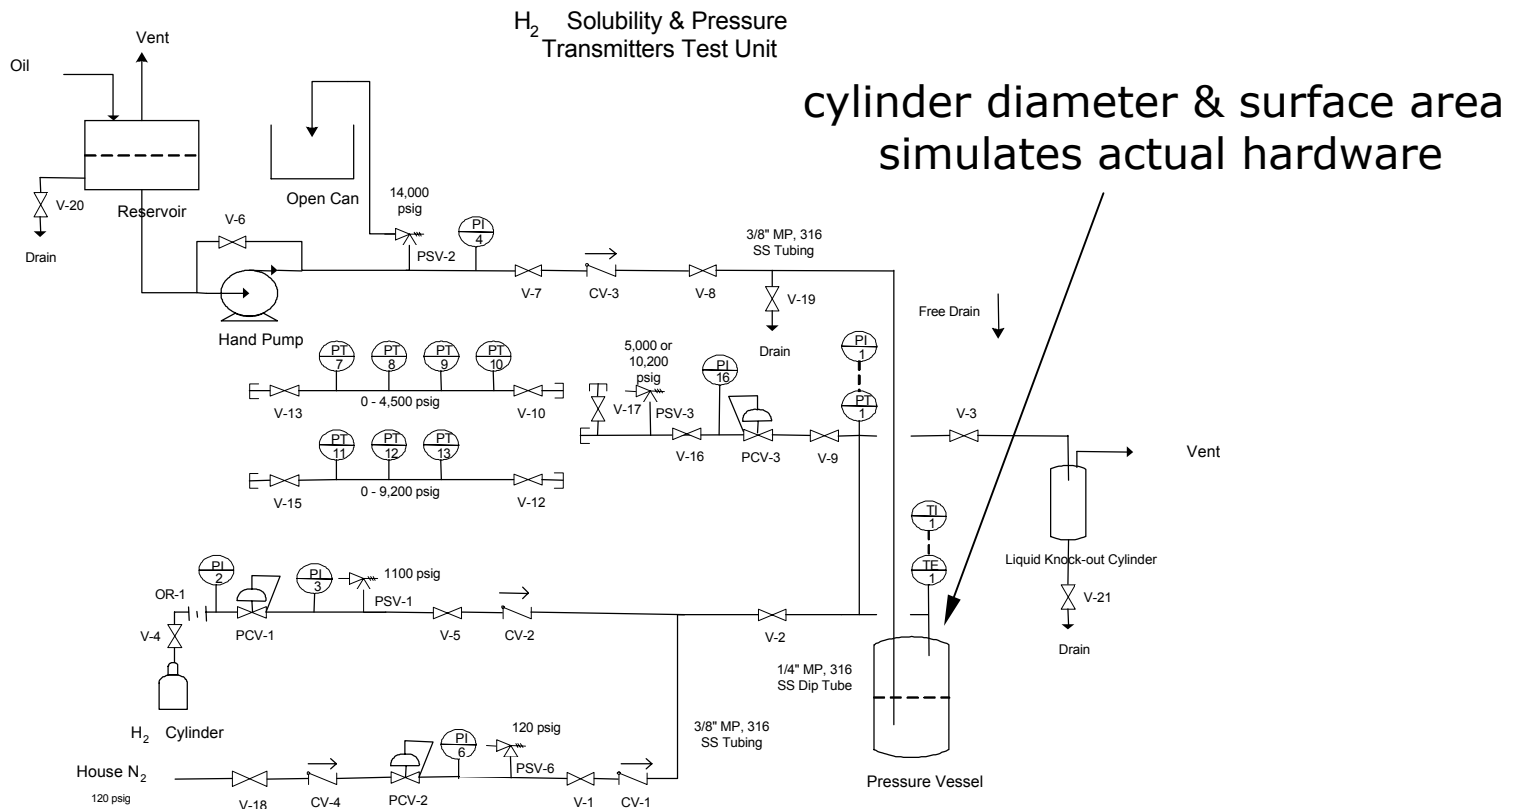 H2 Solubility & Pressure
Transmitters Test Unit
cylinder diameter & surface area
simulates actual hardware
Vent
Oil
Reservoir
V-20
Drain
Open Can
V-6
Hand Pump
14,000
psig
PSV-2
PI
4
V-7
CV-3
V-8
3/8" MP, 316
SS Tubing
V-19
Drain
Free Drain
PT
7
PT
8
PT
9
PT
10
V-13
0 - 4,500 psig
V-10
5,000 or
10,200
psig
V-17
PSV-3
PI
16
V-16
PCV-3
V-9
PI
1
PT
1
V-3
Vent
PT
11
PT
12
PT
13
V-15
0 - 9,200 psig
V-12
TI
1
TE
1
Liquid Knock-out Cylinder
V-21
Drain
OR-1
PI
2
PI
3
1100 psig
PSV-1
V-4
PCV-1
V-5
CV-2
V-2
H2 Cylinder
1/4" MP, 316
SS Dip Tube
3/8" MP, 316
SS Tubing
Pressure Vessel
House N2
120 psig
V-18
CV-4
PCV-2
PI
6
120 psig
PSV-6
V-1
CV-1